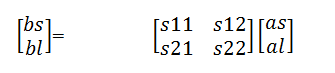 [bs = [s11 s12] [as
bl] [s21 s22] [al]